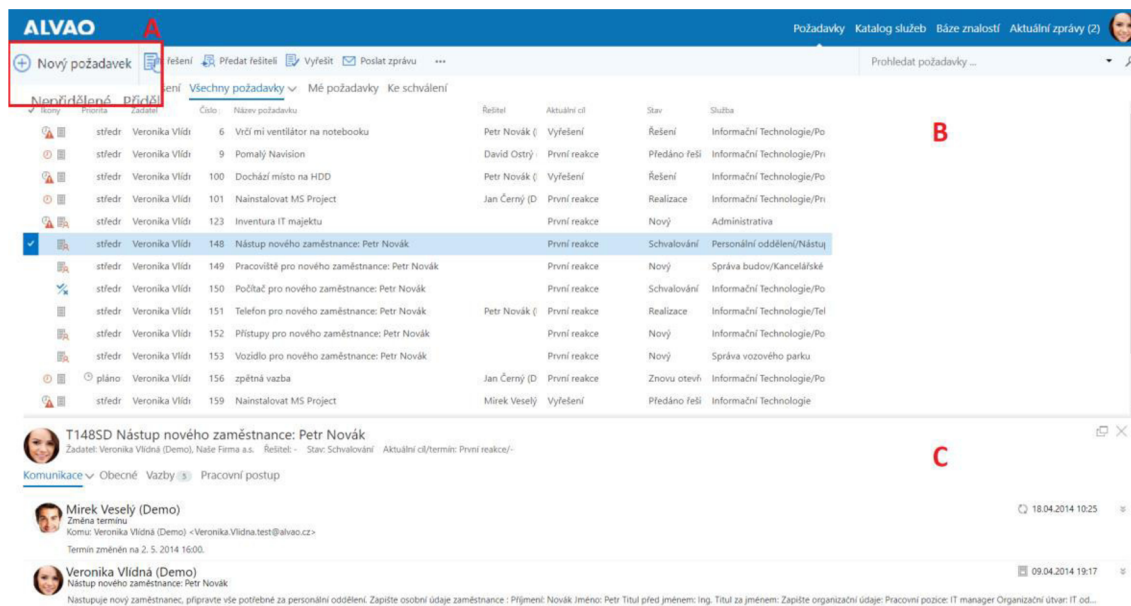 ALVAO A Požadavky Katalog služeb Báze znalostí Aktuální zprávy (2)
Nový požadavek řešení Předat řešiteli Vyřešit Poslat zprávu ... Prohledat požadavky ...
Nepřidělené Všechny požadavky Mé požadavky Ke schválení
Ikony Priorita Žadatel Číslo Název požadavku Řešitel Aktuální cíl Stav Služba
středr Veronika Vlídr 6 Vrčí mi ventilátor na notebooku Petr Novák ( Vyřešení Řešení Informační Technologie/Po B
středr Veronika Vlídr 9 Pomalý Navision David Ostrý První reakce Předáno řeši Informační Technologie/Pr
středr Veronika Vlídr 100 Dochází místo na HDD Petr Novák ( Vyřešení Řešení Informační Technologie/Po
středr Veronika Vlídr 101 Nainstalovat MS Project Jan Černý (D První reakce Realizace Informační Technologie/Pr
středr Veronika Vlídr 123 Inventura IT majektu První reakce Nový Administrativa
středr Veronika Vlídr 148 Nástup nového zaměstnance: Petr Novák První reakce Schvalování Personální oddělení/Nástup
středr Veronika Vlídr 149 Pracoviště pro nového zaměstnance: Petr Novák První reakce Nový Správa budov/Kancelářské
středr Veronika Vlídr 150 Počítač pro nového zaměstnance: Petr Novák První reakce Schvalování Informační Technologie/Po
středr Veronika Vlídr 151 Telefon pro nového zaměstnance: Petr Novák Petr Novák ( První reakce Realizace Informační Technologie/Tel
středr Veronika Vlídr 152 Přístupy pro nového zaměstnance: Petr Novák První reakce Nový Informační Technologie/Po
středr Veronika Vlídr 153 Vozidlo pro nového zaměstnance: Petr Novák První reakce Nový Správa vozového parku
pláno Veronika Vlídr 156 zpětná vazba Jan Černý (D První reakce Znovu otevř Informační Technologie/Po
středr Veronika Vlídr 159 Nainstalovat MS Project Mirek Veselý Vyřešení Předáno řeši Informační Technologie
T148SD Nástup nového zaměstnance: Petr Novák
Žadatel: Veronika Vlídná (Demo), Naše Firma a.s. Řešitel: - Stav: Schvalování Aktuální cíl/termín: První reakce/- C
Komunikace Obecné Vazby 5 Pracovní postup
Mirek Veselý (Demo) 18.04.2014 10:25
Změna termínu
Komu: Veronika Vlídná (Demo) <Veronika.Vlidna.test@alvao.cz>
Termín změněn na 2. 5. 2014 16:00.
Veronika Vlídná (Demo) 09.04.2014 19:17
Nástup nového zaměstnance: Petr Novák
Nastupuje nový zaměstnanec, připravte vše potřebné za personální oddělení. Zapište osobní údaje zaměstnance : Příjmení: Novák Jméno: Petr Titul před jménem: Ing. Titul za jménem: Zapište organizační údaje: Pracovní pozice: IT manager Organizační útvar: IT od...